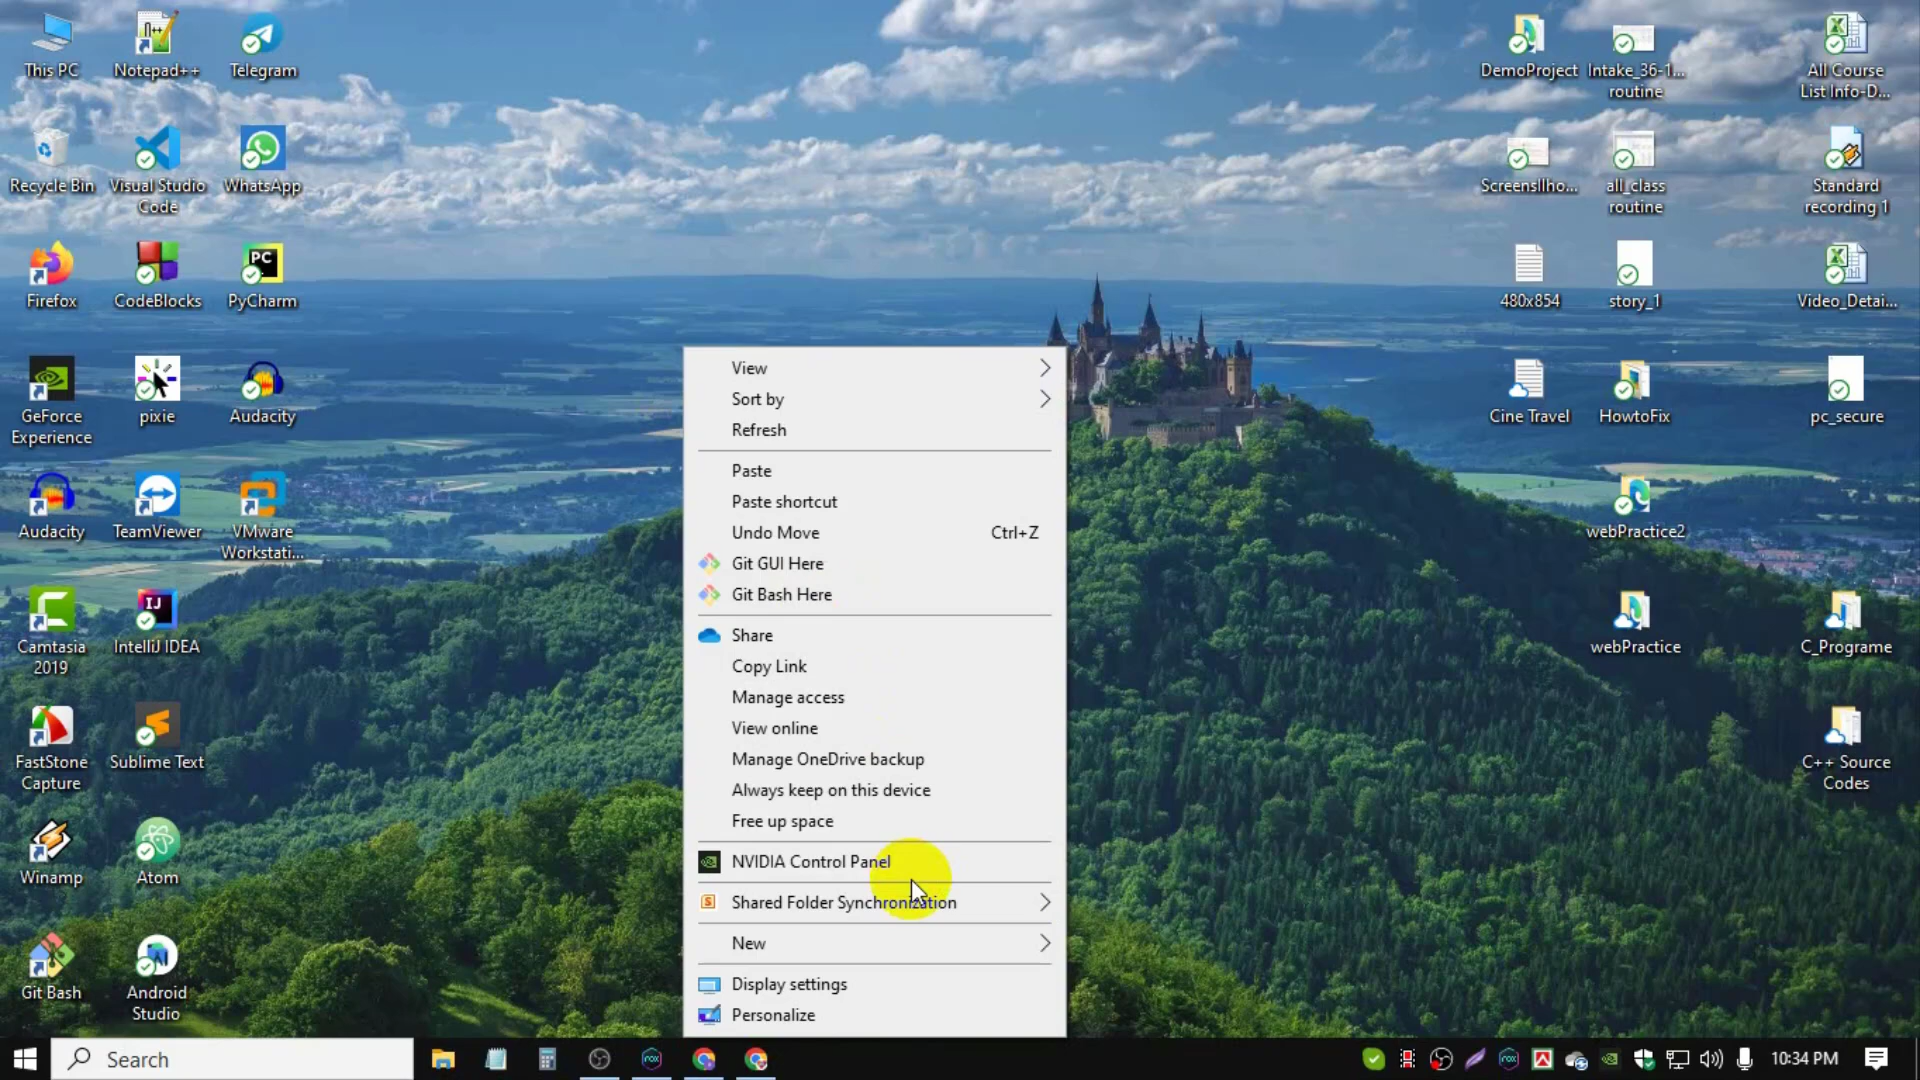 This PC
Notepad++
Telegram
Recycle Bin
Visual Studio
Code
WhatsApp
Firefox
CodeBlocks
PyCharm
GeForce
Experience
pixie
Audacity
Audacity
TeamViewer
VMware
Workstati...
Camtasia
2019
IntelliJ IDEA
FastStone
Capture
Sublime Text
Winamp
Atom
Git Bash
Android
Studio
View
Sort by
Refresh
Paste
Paste shortcut
Undo Move Ctrl+Z
Git GUI Here
Git Bash Here
Share
Copy Link
Manage access
View online
Manage OneDrive backup
Always keep on this device
Free up space
NVIDIA Control Panel
Shared Folder Synchronization
New
Display settings
Personalize
DemoProject
Intake_36-1...
routine
All Course
List Info-D...
Screensllho...
all_class
routine
Standard
recording 1
480x854
story_1
Video_Detai...
Cine Travel
HowtoFix
pc_secure
webPractice2
webPractice
C_Programe
C++ Source
Codes
Search
10:34 PM